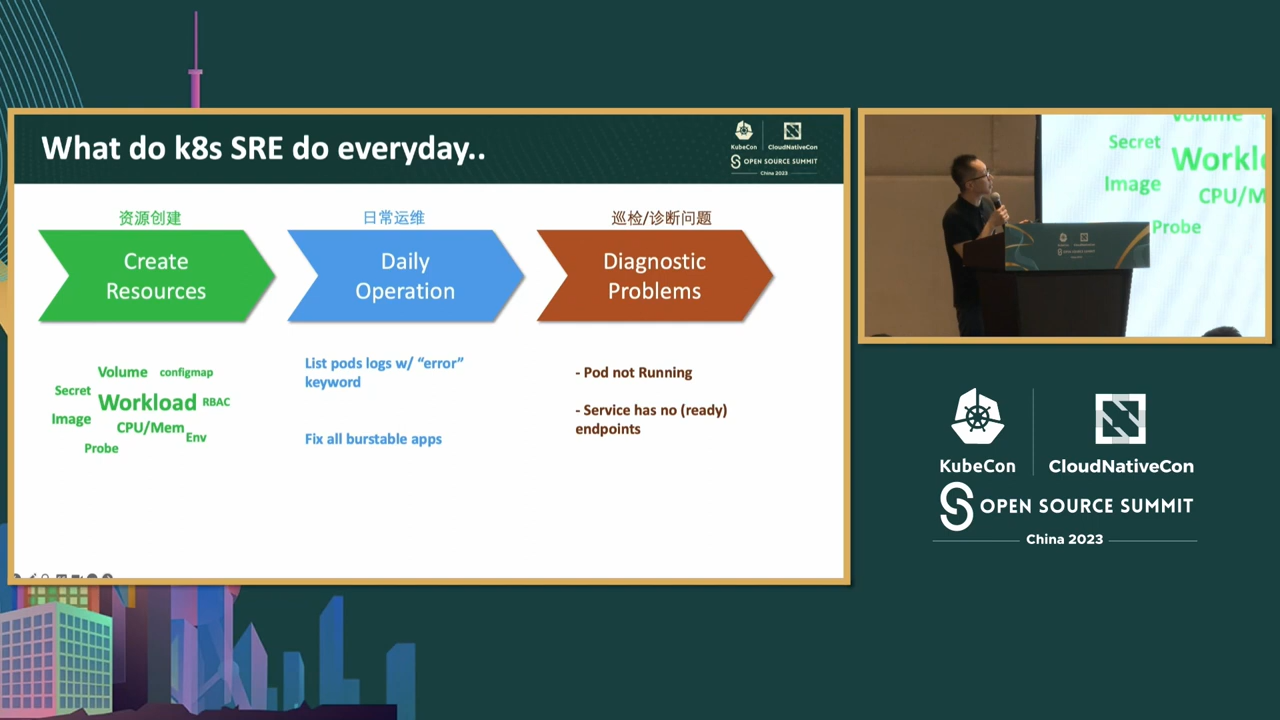 What do k8s SRE do everyday..
KubeCon
CloudNativeCon
OPEN SOURCE SUMMIT
China 2023
资源创建
日常运维
巡检/诊断问题
Create
Resources
Daily
Operation
Diagnostic
Problems
Volume
configmap
Secret
Workload
RBAC
Image
CPU/Mem
Env
Probe
List pods logs w/ “error”
keyword
Fix all burstable apps
- Pod not Running
- Service has no (ready)
endpoints
Volume
Secret
Workl
Image
CPU/M
Probe
KubeCon
CloudNativeCon
OPEN SOURCE SUMMIT
China 2023